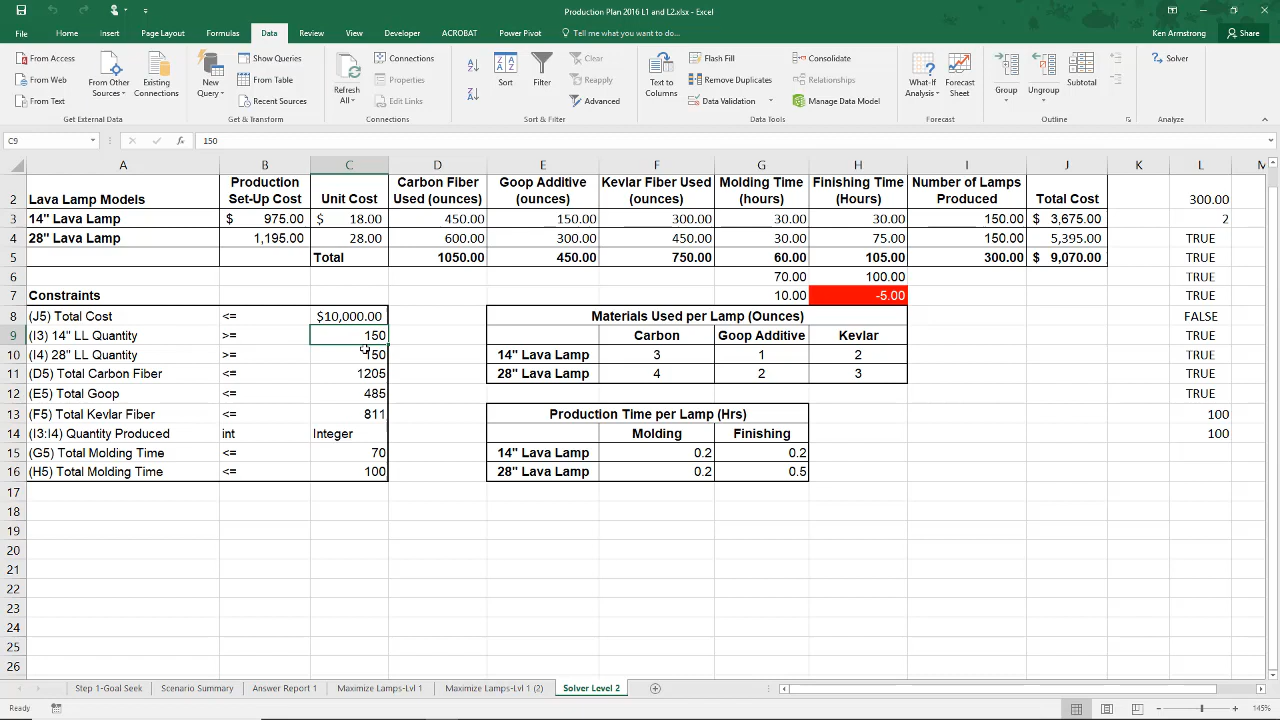 Production Plan 2016 L1 and L2.xlsx - Excel
File Home Insert Page Layout Formulas Data Review View Developer ACROBAT Power Pivot Tell me what you want to do... Ken Armstrong Share
From Access
From Web
From Text
From Other Sources
Existing Connections
Get External Data
New Query
Show Queries
From Table
Recent Sources
Get & Transform
Refresh All
Connections
Properties
Edit Links
Connections
Sort
Filter
Clear
Reapply
Advanced
Sort & Filter
Text to Columns
Flash Fill
Remove Duplicates
Data Validation
Consolidate
Relationships
Manage Data Model
Data Tools
What-If Analysis
Forecast Sheet
Forecast
Group
Ungroup
Subtotal
Outline
Solver
Analyze
C9 fx 150
A B C D E F G H I J K L M
2 Lava Lamp Models Production Set-Up Cost Unit Cost Carbon Fiber Used (ounces) Goop Additive (ounces) Kevlar Fiber Used (ounces) Molding Time (hours) Finishing Time (Hours) Number of Lamps Produced Total Cost 300.00
3 14" Lava Lamp $ 975.00 $ 18.00 450.00 150.00 300.00 30.00 30.00 150.00 $ 3,675.00 2
4 28" Lava Lamp 1,195.00 28.00 600.00 300.00 450.00 30.00 75.00 150.00 5,395.00 TRUE
5 Total 1050.00 450.00 750.00 60.00 105.00 300.00 $ 9,070.00 TRUE
6 70.00 100.00 TRUE
7 Constraints 10.00 -5.00 TRUE
8 (J5) Total Cost <= $10,000.00 Materials Used per Lamp (Ounces) FALSE
9 (I3) 14" LL Quantity >= 150 Carbon Goop Additive Kevlar TRUE
10 (I4) 28" LL Quantity >= 150 14" Lava Lamp 3 1 2 TRUE
11 (D5) Total Carbon Fiber <= 1205 28" Lava Lamp 4 2 3 TRUE
12 (E5) Total Goop <= 485 TRUE
13 (F5) Total Kevlar Fiber <= 811 Production Time per Lamp (Hrs) 100
14 (I3:I4) Quantity Produced int Integer Molding Finishing 100
15 (G5) Total Molding Time <= 70 14" Lava Lamp 0.2 0.2
16 (H5) Total Molding Time <= 100 28" Lava Lamp 0.2 0.5
17
18
19
20
21
22
23
24
25
26
Step 1-Goal Seek Scenario Summary Answer Report 1 Maximize Lamps-Lvl 1 Maximize Lamps-Lvl 1 (2) Solver Level 2
Ready 145%